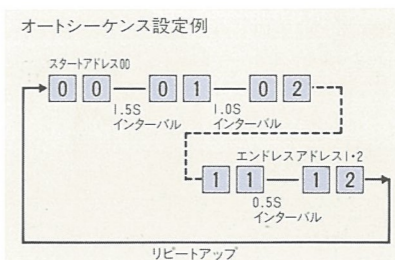 オートシーケンス設定例
スタートアドレス00
0 0 0 1 0 2
1.5S 1.0S
インターバル インターバル
エンドレスアドレス1・2
1 1 1 2
0.5S
インターバル
リピートアップ